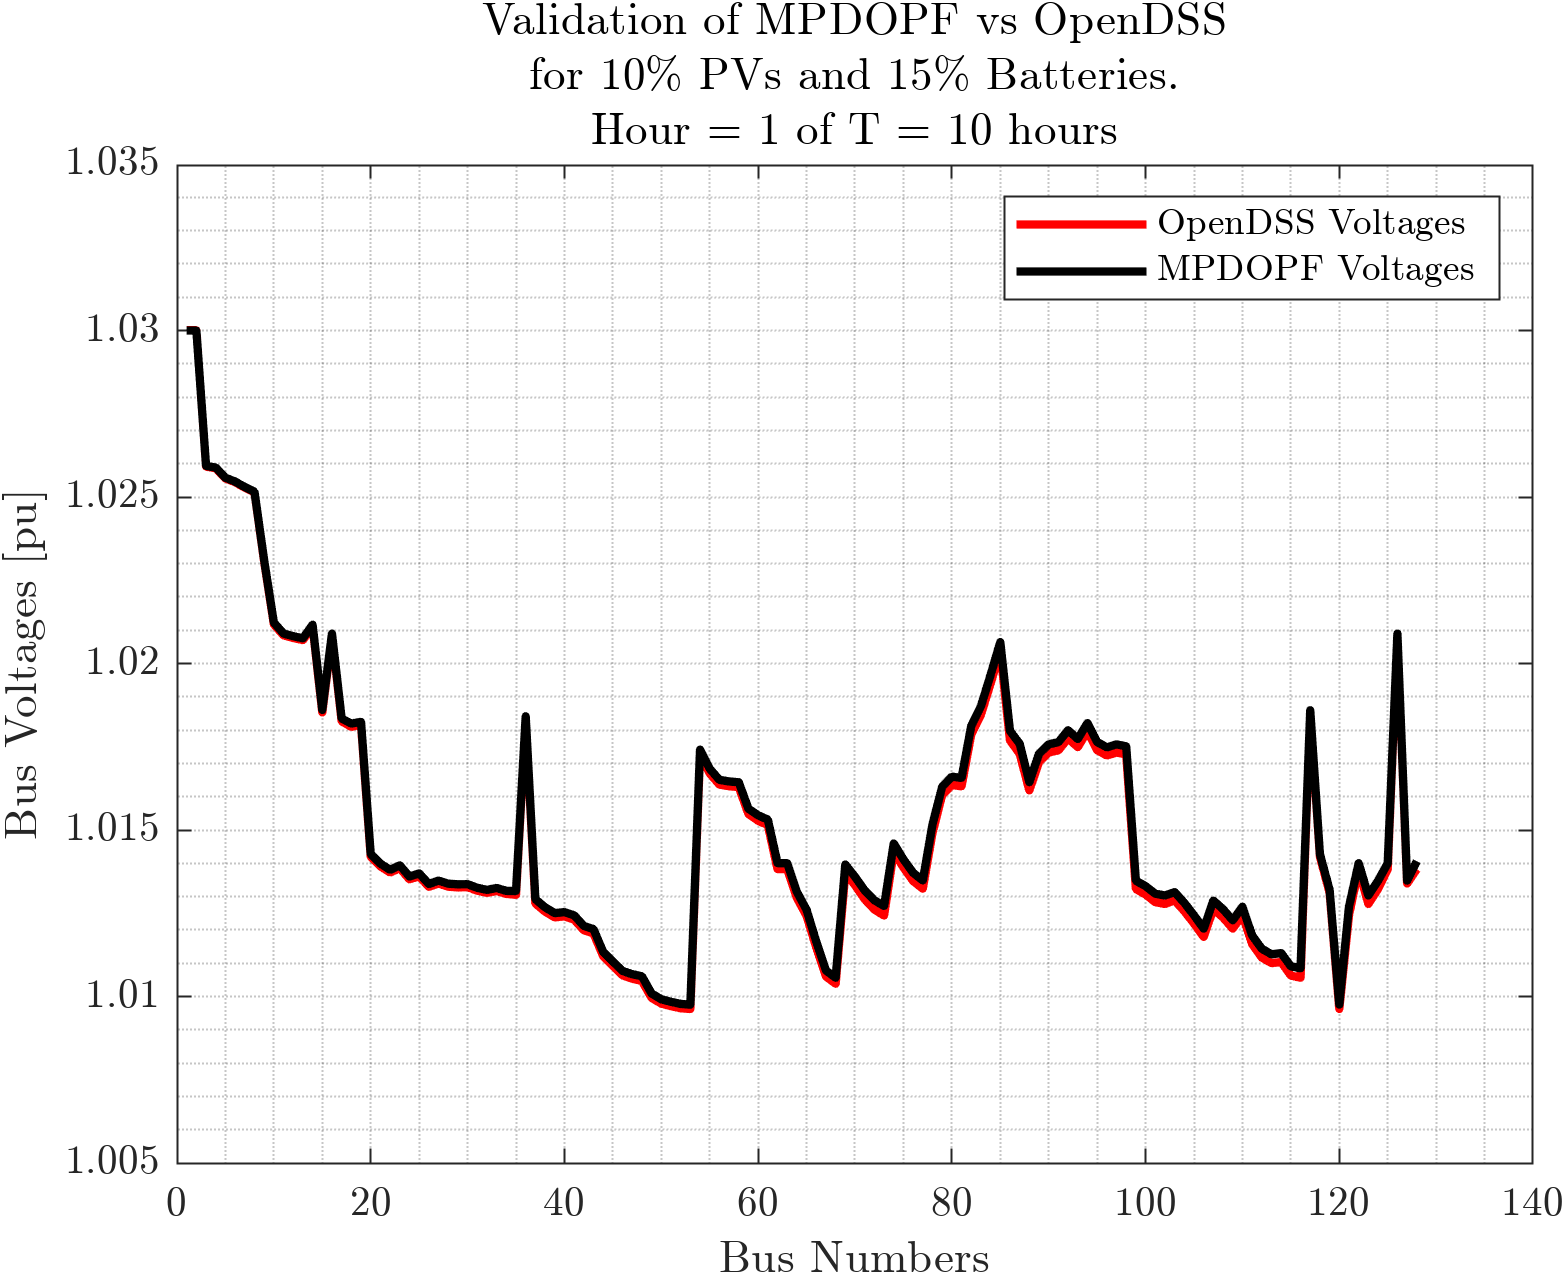 Validation of MPDOPF vs OpenDSS
for 10% PVs and 15% Batteries.
Hour = 1 of T = 10 hours
OpenDSS Voltages
MPDOPF Voltages
Bus Voltages [pu]
1.035
1.03
1.025
1.02
1.015
1.01
1.005
0 20 40 60 80 100 120 140
Bus Numbers